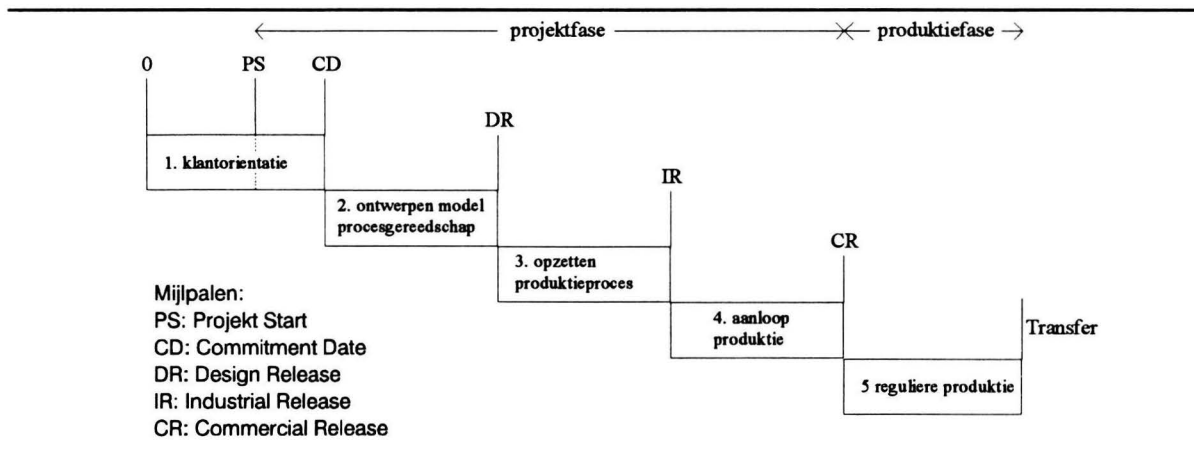 projektfase
produktiefase
0
PS
CD
DR
1. klantorientatie
IR
2. ontwerpen model
procesgereedschap
CR
3. opzetten
produktieproces
Mijlpalen:
PS: Projekt Start
CD: Commitment Date
DR: Design Release
IR: Industrial Release
CR: Commercial Release
4. aanloop
produktie
Transfer
5 reguliere produktie